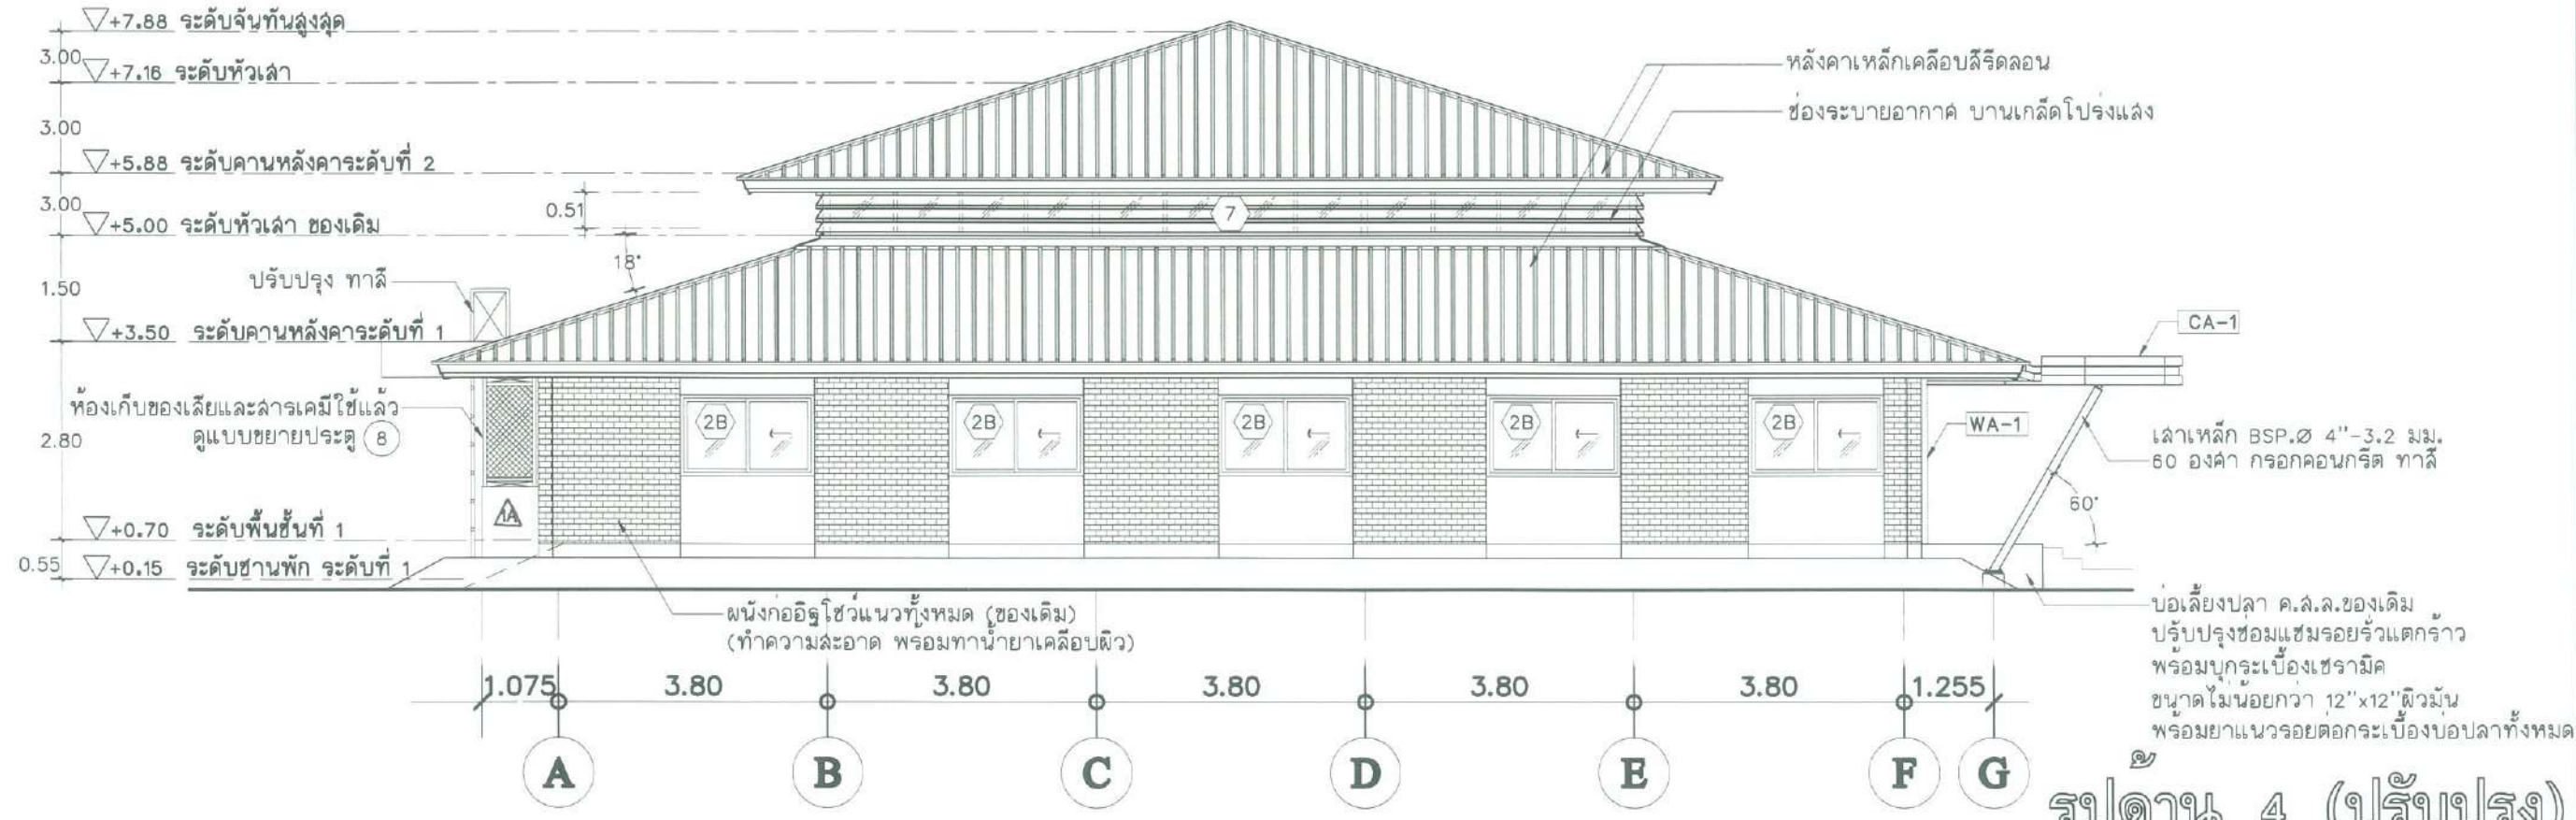 +7.88 ระดับจันทันสูงสุด
3.00
+7.16 ระดับหัวเสา
3.00
+5.88 ระดับคานหลังคาระดับที่ 2
3.00
0.51
+5.00 ระดับหัวเสา ของเดิม
18°
ปรับปรุง ทาสี
1.50
+3.50 ระดับคานหลังคาระดับที่ 1
ห้องเก็บของเสียและสารเคมีใช้แล้ว
ดูแบบขยายประตู 8
2.80
+0.70 ระดับพื้นชั้นที่ 1
0.55
+0.15 ระดับชานพัก ระดับที่ 1
หลังคาเหล็กเคลือบสีรีดลอน
ช่องระบายอากาศ บานเกล็ดโปร่งแสง
7
CA-1
2B
2B
2B
2B
2B
WA-1
1A
เสาเหล็ก BSP.Ø 4"-3.2 มม.
60 องศา กรอกคอนกรีต ทาสี
60°
ผนังก่ออิฐโชว์แนวทั้งหมด (ของเดิม)
(ทำความสะอาด พร้อมทาน้ำยาเคลือบผิว)
บ่อเลี้ยงปลา ค.ส.ล.ของเดิม
ปรับปรุงซ่อมแซมรอยรั่วแตกร้าว
พร้อมบุกระเบื้องเซรามิค
ขนาดไม่น้อยกว่า 12"x12"ผิวมัน
พร้อมยาแนวรอยต่อกระเบื้องบ่อปลาทั้งหมด
1.075 3.80 3.80 3.80 3.80 3.80 1.255
A B C D E F G
รูปด้าน 4 (ปรับปรุง)